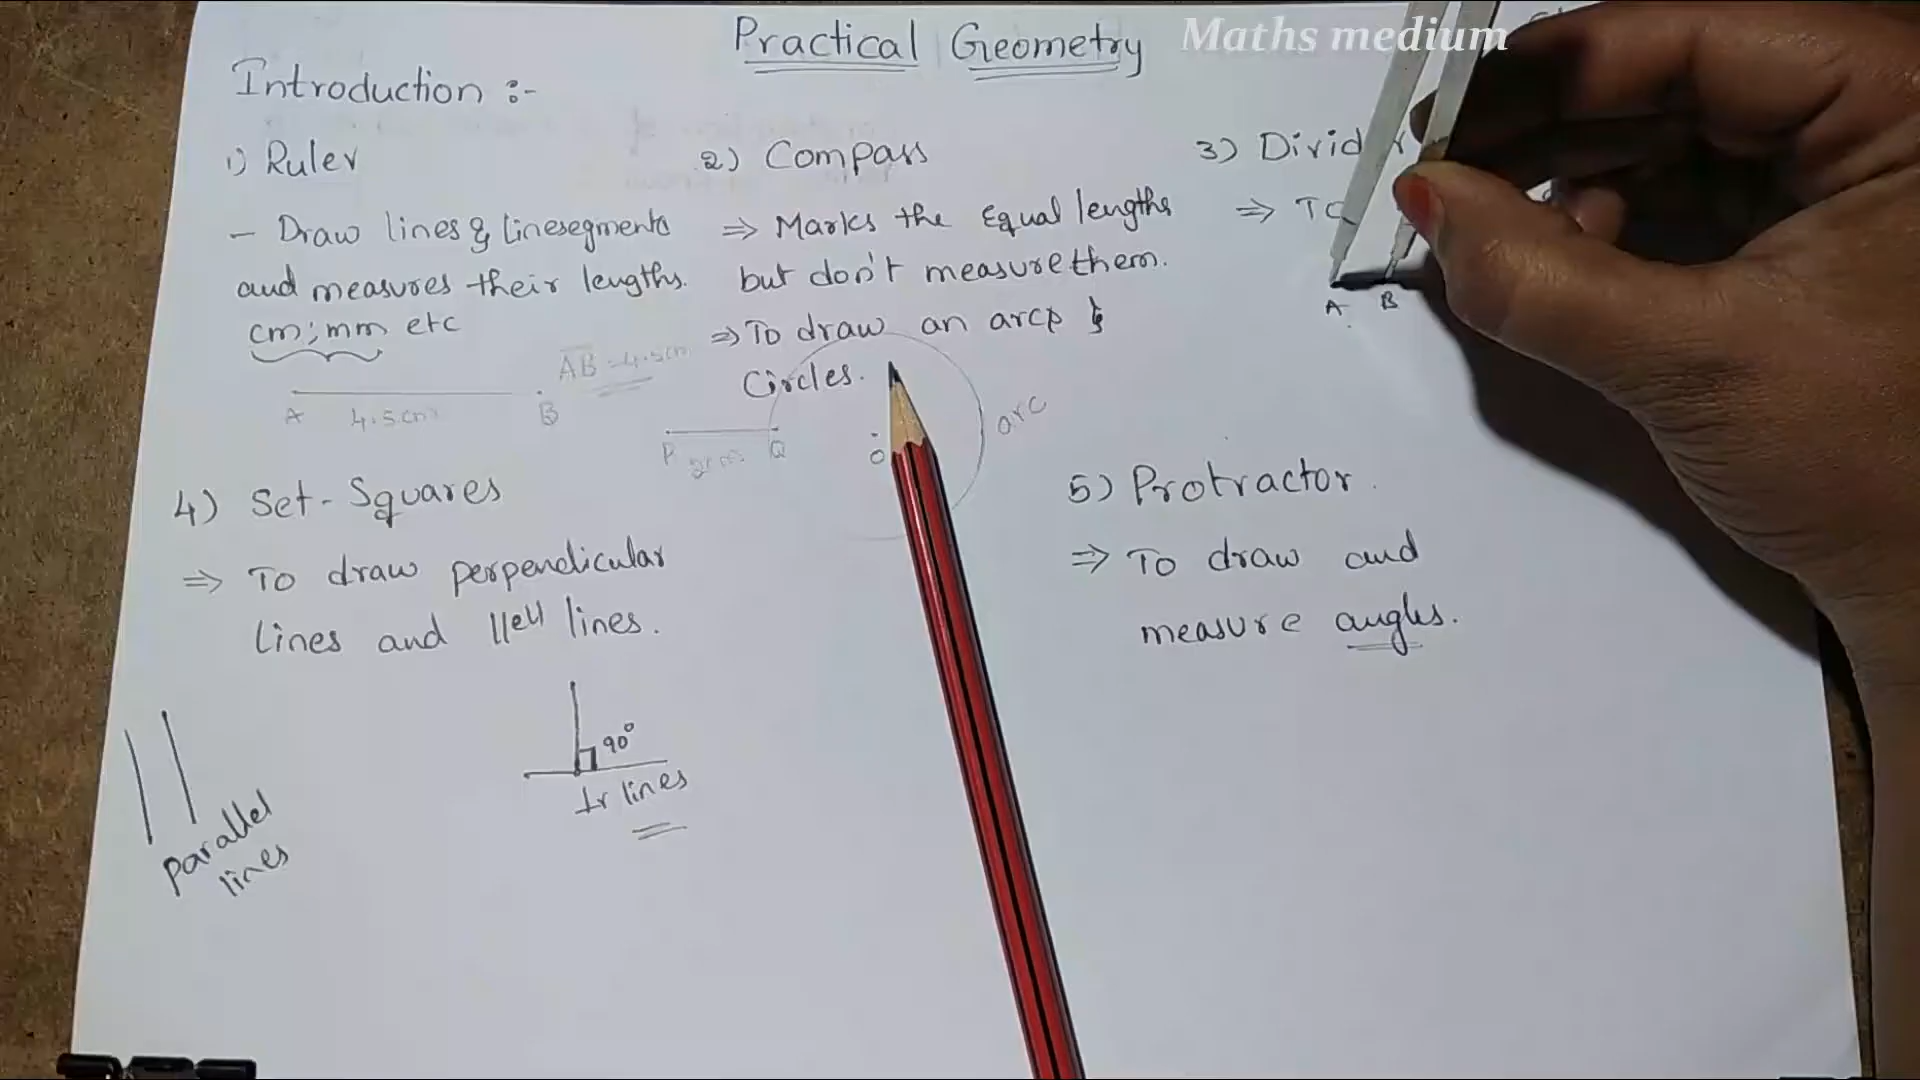 Practical Geometry
Maths medium
Introduction :-
1) Ruler
- Draw lines & linesegments
and measures their lengths.
cm; mm etc
AB = 4.5cm
A 4.5cm B
2) Compass
⇒ Marks the Equal lengths
but don't measure them.
⇒ To draw an arcs &
Circles.
P 2cm Q
O
arc
3) Divid r
⇒ To
A B
4) Set-Squares
⇒ To draw perpendicular
lines and llell lines.
parallel
lines
90°
⊥r lines
5) Protractor.
⇒ To draw and
measure angles.